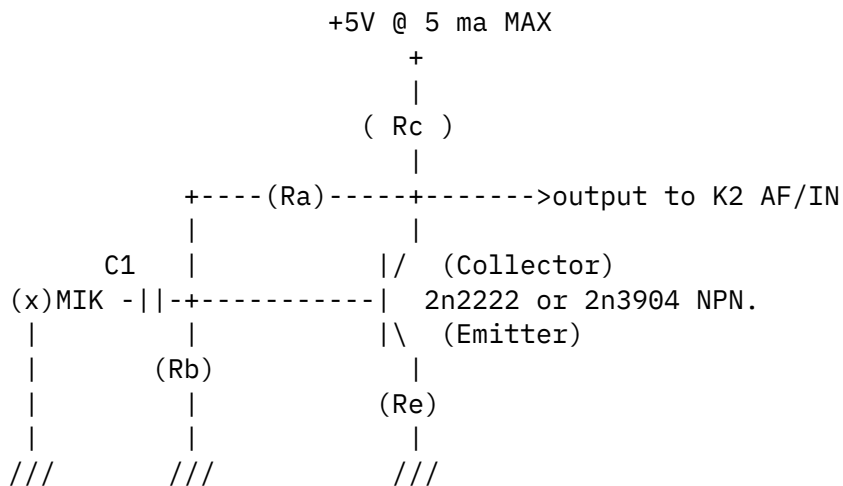 +5V @ 5 ma MAX
+
|
( Rc )
|
+----(Ra)-----+------->output to K2 AF/IN
| |
C1 | |/ (Collector)
(x)MIK -||-+-----------| 2n2222 or 2n3904 NPN.
| | |\ (Emitter)
| (Rb) |
| | (Re)
| | |
/// /// ///